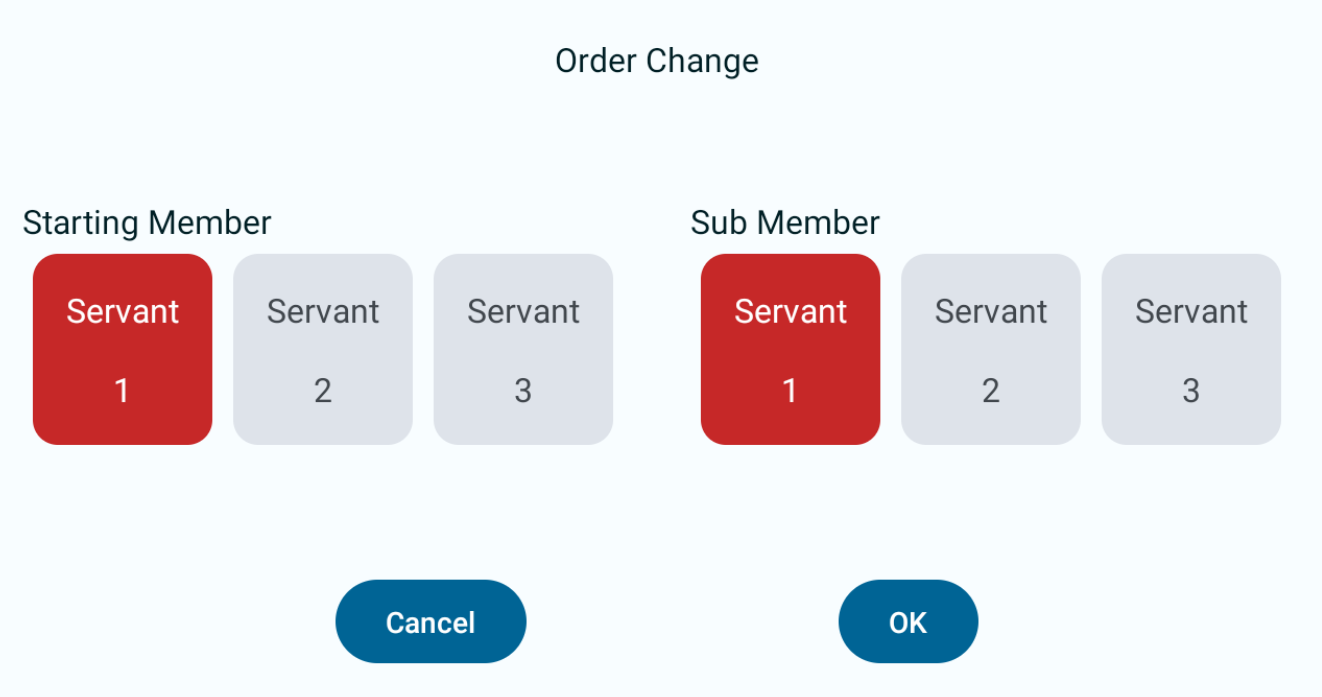 Order Change
Starting Member
Servant
1
Servant
2
Servant
3
Sub Member
Servant
1
Servant
2
Servant
3
Cancel
OK